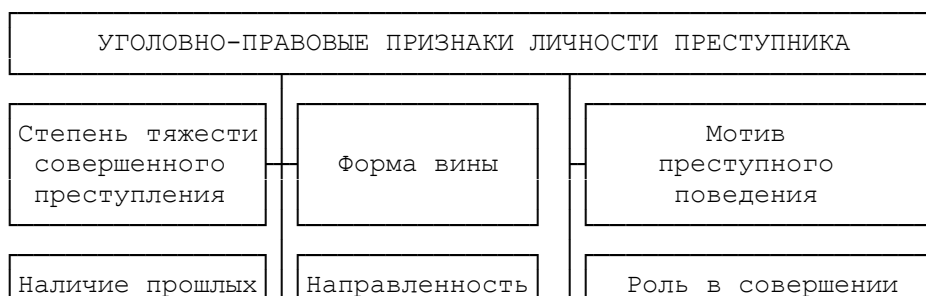 УГОЛОВНО-ПРАВОВЫЕ ПРИЗНАКИ ЛИЧНОСТИ ПРЕСТУПНИКА
Степень тяжести
совершенного
преступления
Форма вины
Мотив
преступного
поведения
Наличие прошлых
Направленность
Роль в совершении